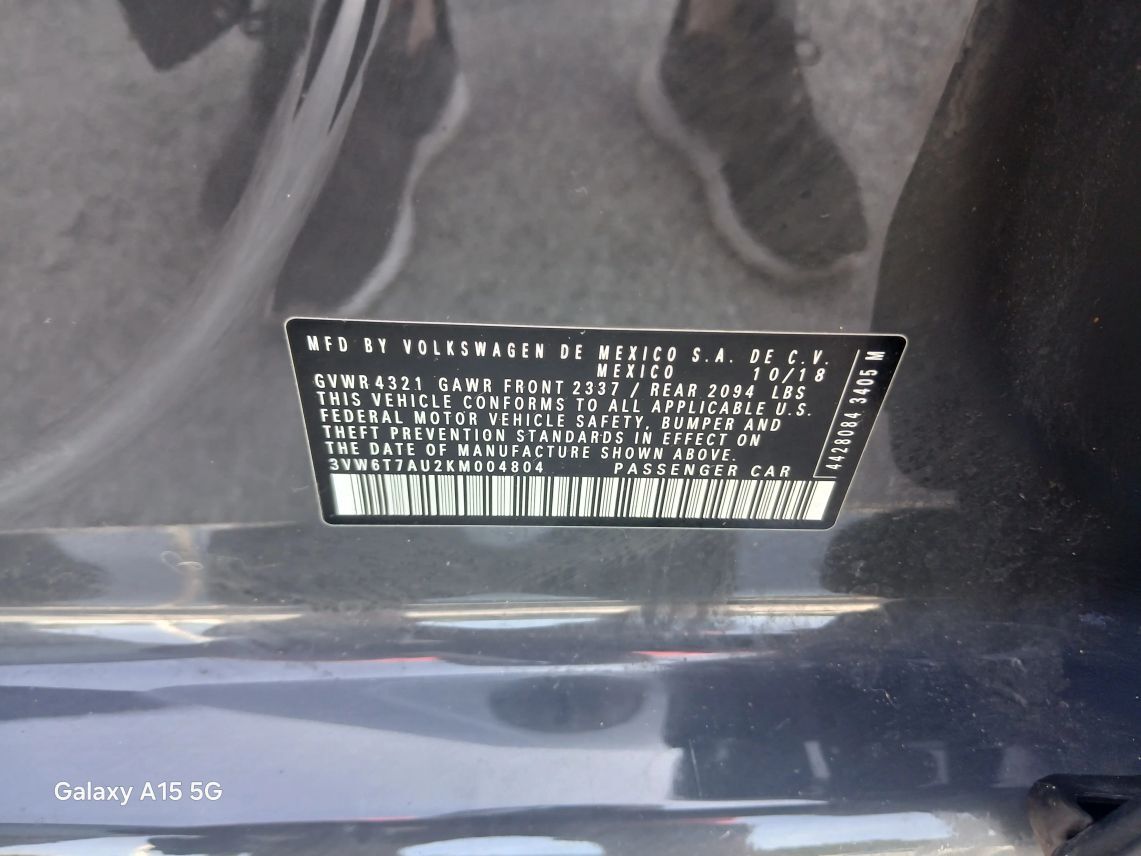 MFD BY VOLKSWAGEN DE MEXICO S.A. DE C.V.
MEXICO 10/18
GVWR 4321 GAWR FRONT 2337 / REAR 2094 LBS
THIS VEHICLE CONFORMS TO ALL APPLICABLE U.S.
FEDERAL MOTOR VEHICLE SAFETY, BUMPER AND
THEFT PREVENTION STANDARDS IN EFFECT ON
THE DATE OF MANUFACTURE SHOWN ABOVE.
3VW6T7AU2KM004804 PASSENGER CAR
4428084 3405 M
Galaxy A15 5G